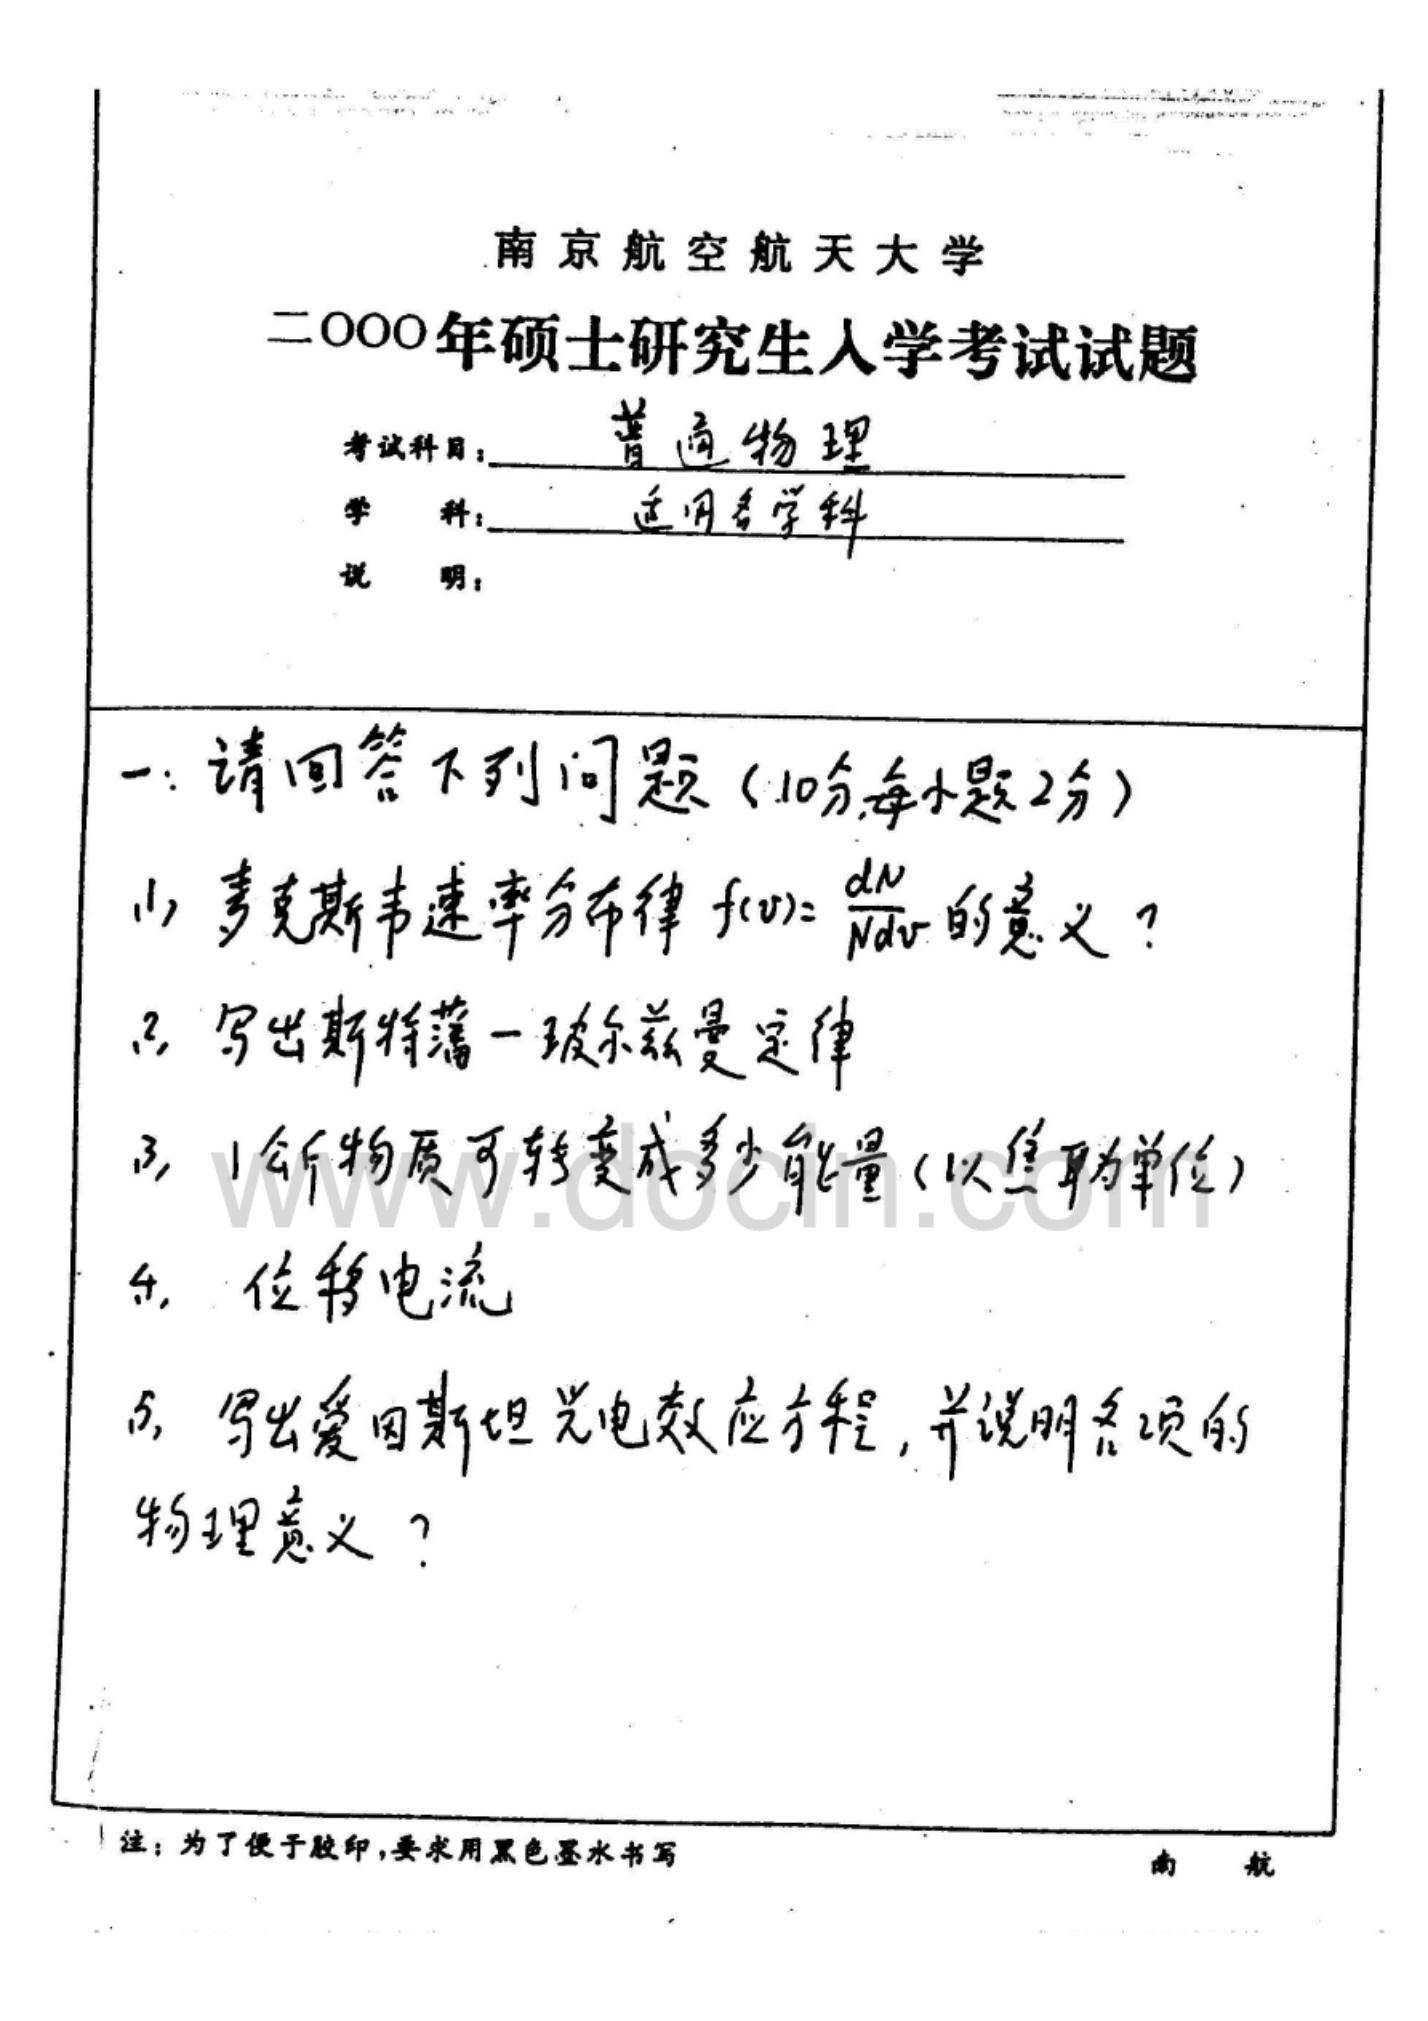 南京航空航天大学
二〇〇〇年硕士研究生入学考试试题
考试科目：普通物理
学 科：适用各学科
说 明：
一. 请回答下列问题（10分,每小题2分）
(1) 麦克斯韦速率分布律 f(v)= dN/Ndv 的意义？
(2) 写出斯特藩－玻尔兹曼定律
(3) 1公斤物质可转变成多少能量（以焦耳为单位）
www.docin.com
(4) 位移电流
(5) 写出爱因斯坦光电效应方程，并说明各项的
物理意义？
注：为了便于胶印，要求用黑色墨水书写
南 航